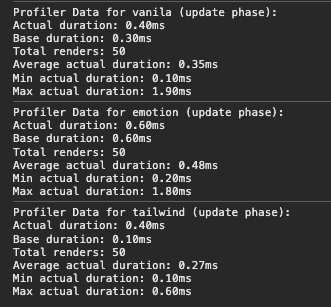 Profiler Data for vanila (update phase):
Actual duration: 0.40ms
Base duration: 0.30ms
Total renders: 50
Average actual duration: 0.35ms
Min actual duration: 0.10ms
Max actual duration: 1.90ms
Profiler Data for emotion (update phase):
Actual duration: 0.60ms
Base duration: 0.60ms
Total renders: 50
Average actual duration: 0.48ms
Min actual duration: 0.20ms
Max actual duration: 1.80ms
Profiler Data for tailwind (update phase):
Actual duration: 0.40ms
Base duration: 0.10ms
Total renders: 50
Average actual duration: 0.27ms
Min actual duration: 0.10ms
Max actual duration: 0.60ms